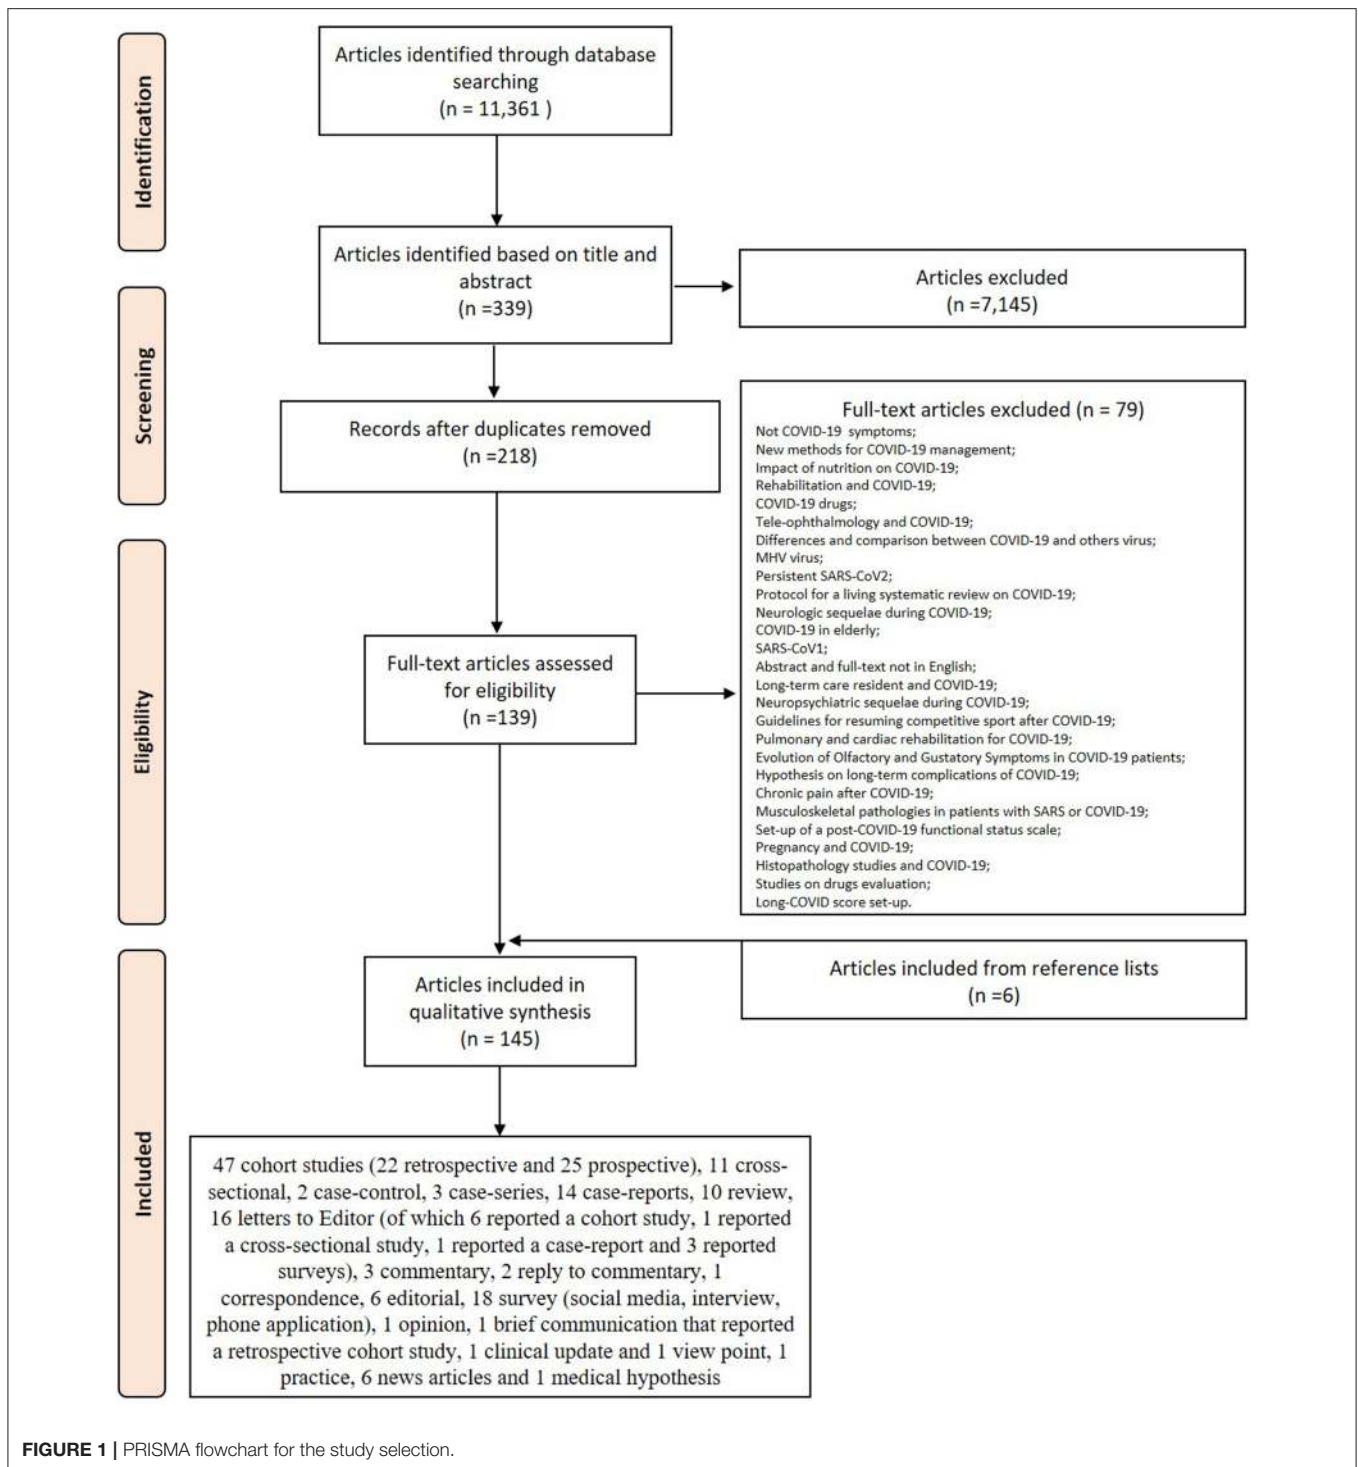 Identification
Articles identified through database
searching
(n = 11,361 )
Articles identified based on title and
abstract
(n =339)
Articles excluded
(n =7,145)
Screening
Records after duplicates removed
(n =218)
Full-text articles excluded (n = 79)
Not COVID-19 symptoms;
New methods for COVID-19 management;
Impact of nutrition on COVID-19;
Rehabilitation and COVID-19;
COVID-19 drugs;
Tele-ophthalmology and COVID-19;
Differences and comparison between COVID-19 and others virus;
MHV virus;
Persistent SARS-CoV2;
Protocol for a living systematic review on COVID-19;
Neurologic sequelae during COVID-19;
COVID-19 in elderly;
SARS-CoV1;
Abstract and full-text not in English;
Long-term care resident and COVID-19;
Neuropsychiatric sequelae during COVID-19;
Guidelines for resuming competitive sport after COVID-19;
Pulmonary and cardiac rehabilitation for COVID-19;
Evolution of Olfactory and Gustatory Symptoms in COVID-19 patients;
Hypothesis on long-term complications of COVID-19;
Chronic pain after COVID-19;
Musculoskeletal pathologies in patients with SARS or COVID-19;
Set-up of a post-COVID-19 functional status scale;
Pregnancy and COVID-19;
Histopathology studies and COVID-19;
Studies on drugs evaluation;
Long-COVID score set-up.
Eligibility
Full-text articles assessed
for eligibility
(n =139)
Articles included from reference lists
(n =6)
Included
Articles included in
qualitative synthesis
(n = 145)
47 cohort studies (22 retrospective and 25 prospective), 11 cross-
sectional, 2 case-control, 3 case-series, 14 case-reports, 10 review,
16 letters to Editor (of which 6 reported a cohort study, 1 reported
a cross-sectional study, 1 reported a case-report and 3 reported
surveys), 3 commentary, 2 reply to commentary, 1
correspondence, 6 editorial, 18 survey (social media, interview,
phone application), 1 opinion, 1 brief communication that reported
a retrospective cohort study, 1 clinical update and 1 view point, 1
practice, 6 news articles and 1 medical hypothesis
FIGURE 1 | PRISMA flowchart for the study selection.